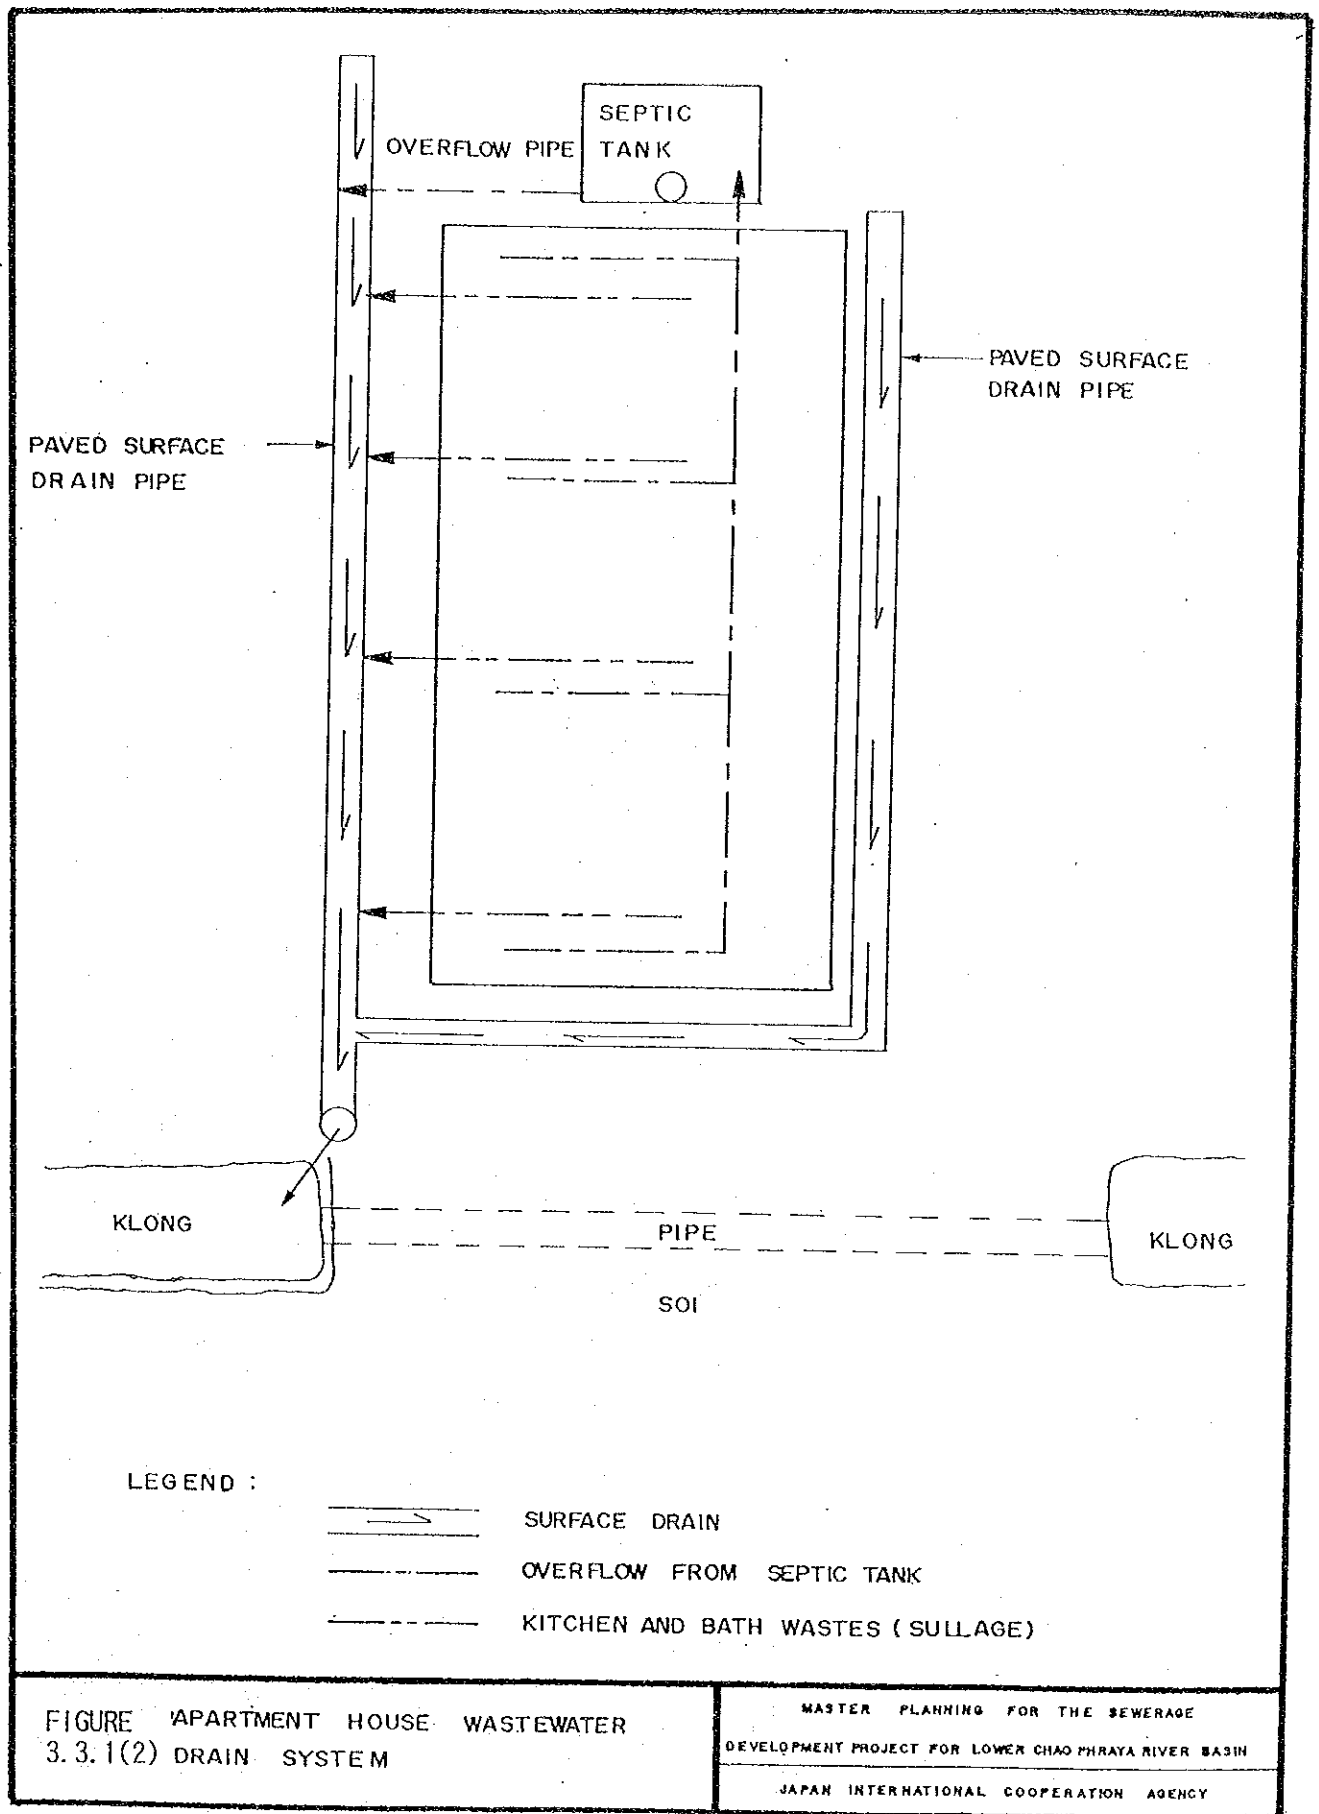 SEPTIC
TANK
OVERFLOW PIPE
PAVED SURFACE
DRAIN PIPE
PAVED SURFACE
DRAIN PIPE
KLONG
PIPE
KLONG
SOI
LEGEND :
SURFACE DRAIN
OVERFLOW FROM SEPTIC TANK
KITCHEN AND BATH WASTES (SULLAGE)
FIGURE APARTMENT HOUSE WASTEWATER
3.3.1(2) DRAIN SYSTEM
MASTER PLANNING FOR THE SEWERAGE
DEVELOPMENT PROJECT FOR LOWER CHAO PHRAYA RIVER BASIN
JAPAN INTERNATIONAL COOPERATION AGENCY